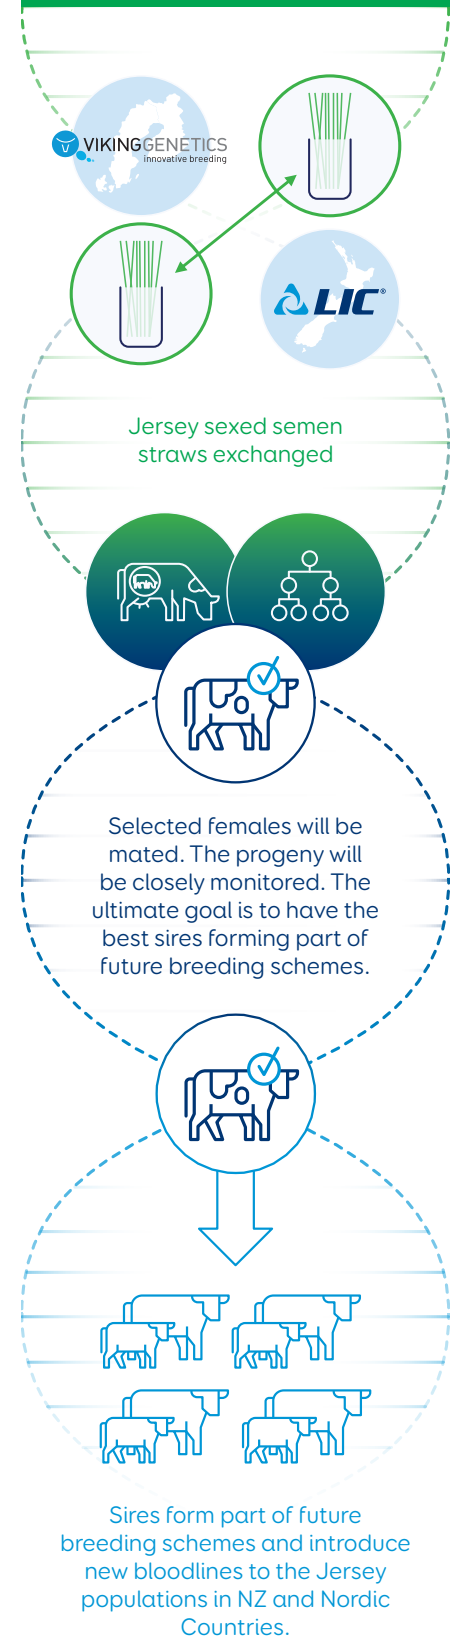 VIKINGGENETICS
innovative breeding
LIC®
Jersey sexed semen
straws exchanged
Selected females will be
mated. The progeny will
be closely monitored. The
ultimate goal is to have the
best sires forming part of
future breeding schemes.
Sires form part of future
breeding schemes and introduce
new bloodlines to the Jersey
populations in NZ and Nordic
Countries.